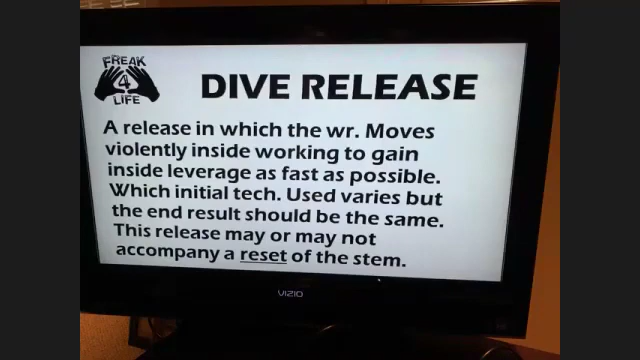 FREAK
4
LIFE
DIVE RELEASE
A release in which the wr. Moves
violently inside working to gain
inside leverage as fast as possible.
Which initial tech. Used varies but
the end result should be the same.
This release may or may not
accompany a reset of the stem.
VIZIO